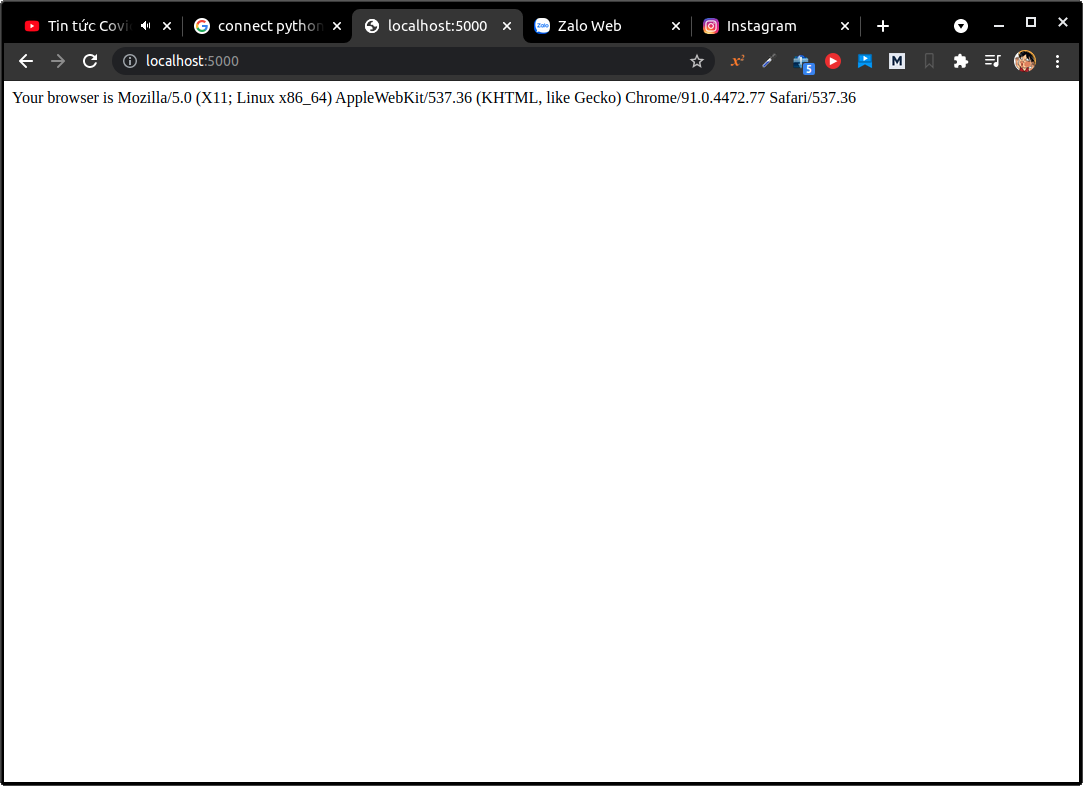 Tin tức Covi
connect python
localhost:5000
Zalo Web
Instagram
localhost:5000
5
M
Your browser is Mozilla/5.0 (X11; Linux x86_64) AppleWebKit/537.36 (KHTML, like Gecko) Chrome/91.0.4472.77 Safari/537.36